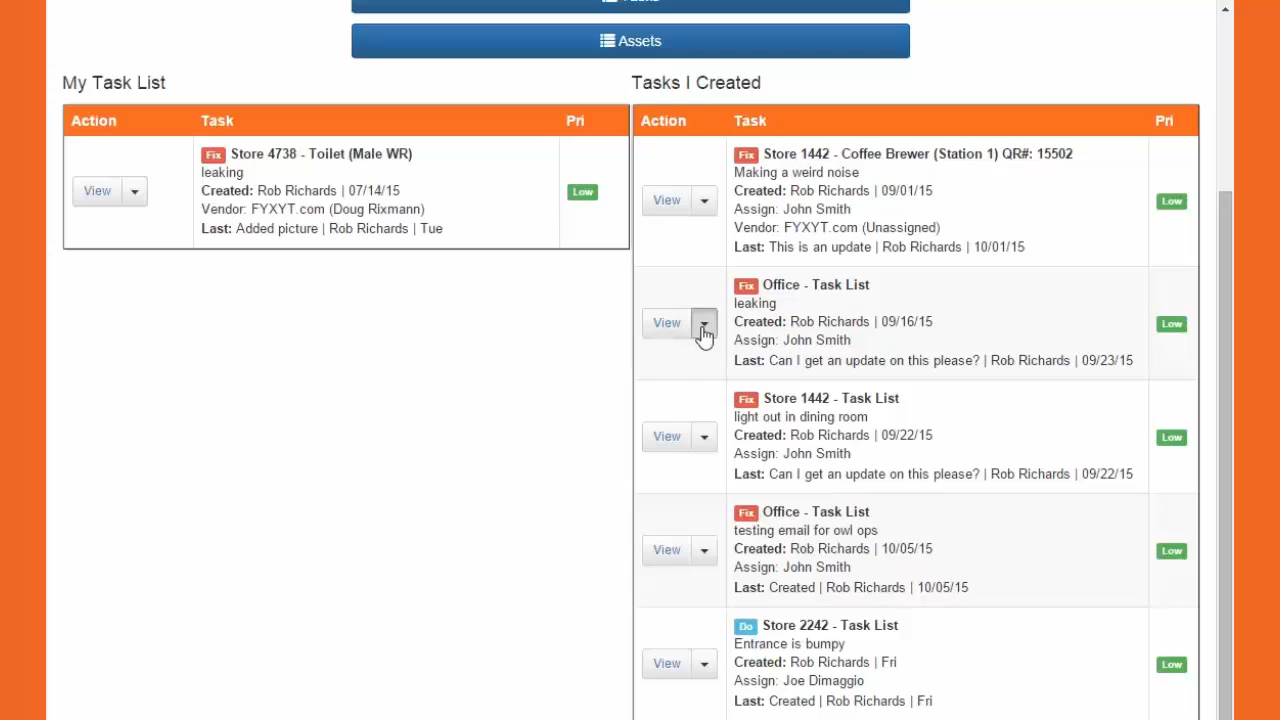 Tasks
Assets
My Task List
Action Task Pri
View
Fix Store 4738 - Toilet (Male WR)
leaking
Created: Rob Richards | 07/14/15
Vendor: FYXYT.com (Doug Rixmann)
Last: Added picture | Rob Richards | Tue
Low
Tasks I Created
Action Task Pri
View
Fix Store 1442 - Coffee Brewer (Station 1) QR#: 15502
Making a weird noise
Created: Rob Richards | 09/01/15
Assign: John Smith
Vendor: FYXYT.com (Unassigned)
Last: This is an update | Rob Richards | 10/01/15
Low
View
Fix Office - Task List
leaking
Created: Rob Richards | 09/16/15
Assign: John Smith
Last: Can I get an update on this please? | Rob Richards | 09/23/15
Low
View
Fix Store 1442 - Task List
light out in dining room
Created: Rob Richards | 09/22/15
Assign: John Smith
Last: Can I get an update on this please? | Rob Richards | 09/22/15
Low
View
Fix Office - Task List
testing email for owl ops
Created: Rob Richards | 10/05/15
Assign: John Smith
Last: Created | Rob Richards | 10/05/15
Low
View
Do Store 2242 - Task List
Entrance is bumpy
Created: Rob Richards | Fri
Assign: Joe Dimaggio
Last: Created | Rob Richards | Fri
Low